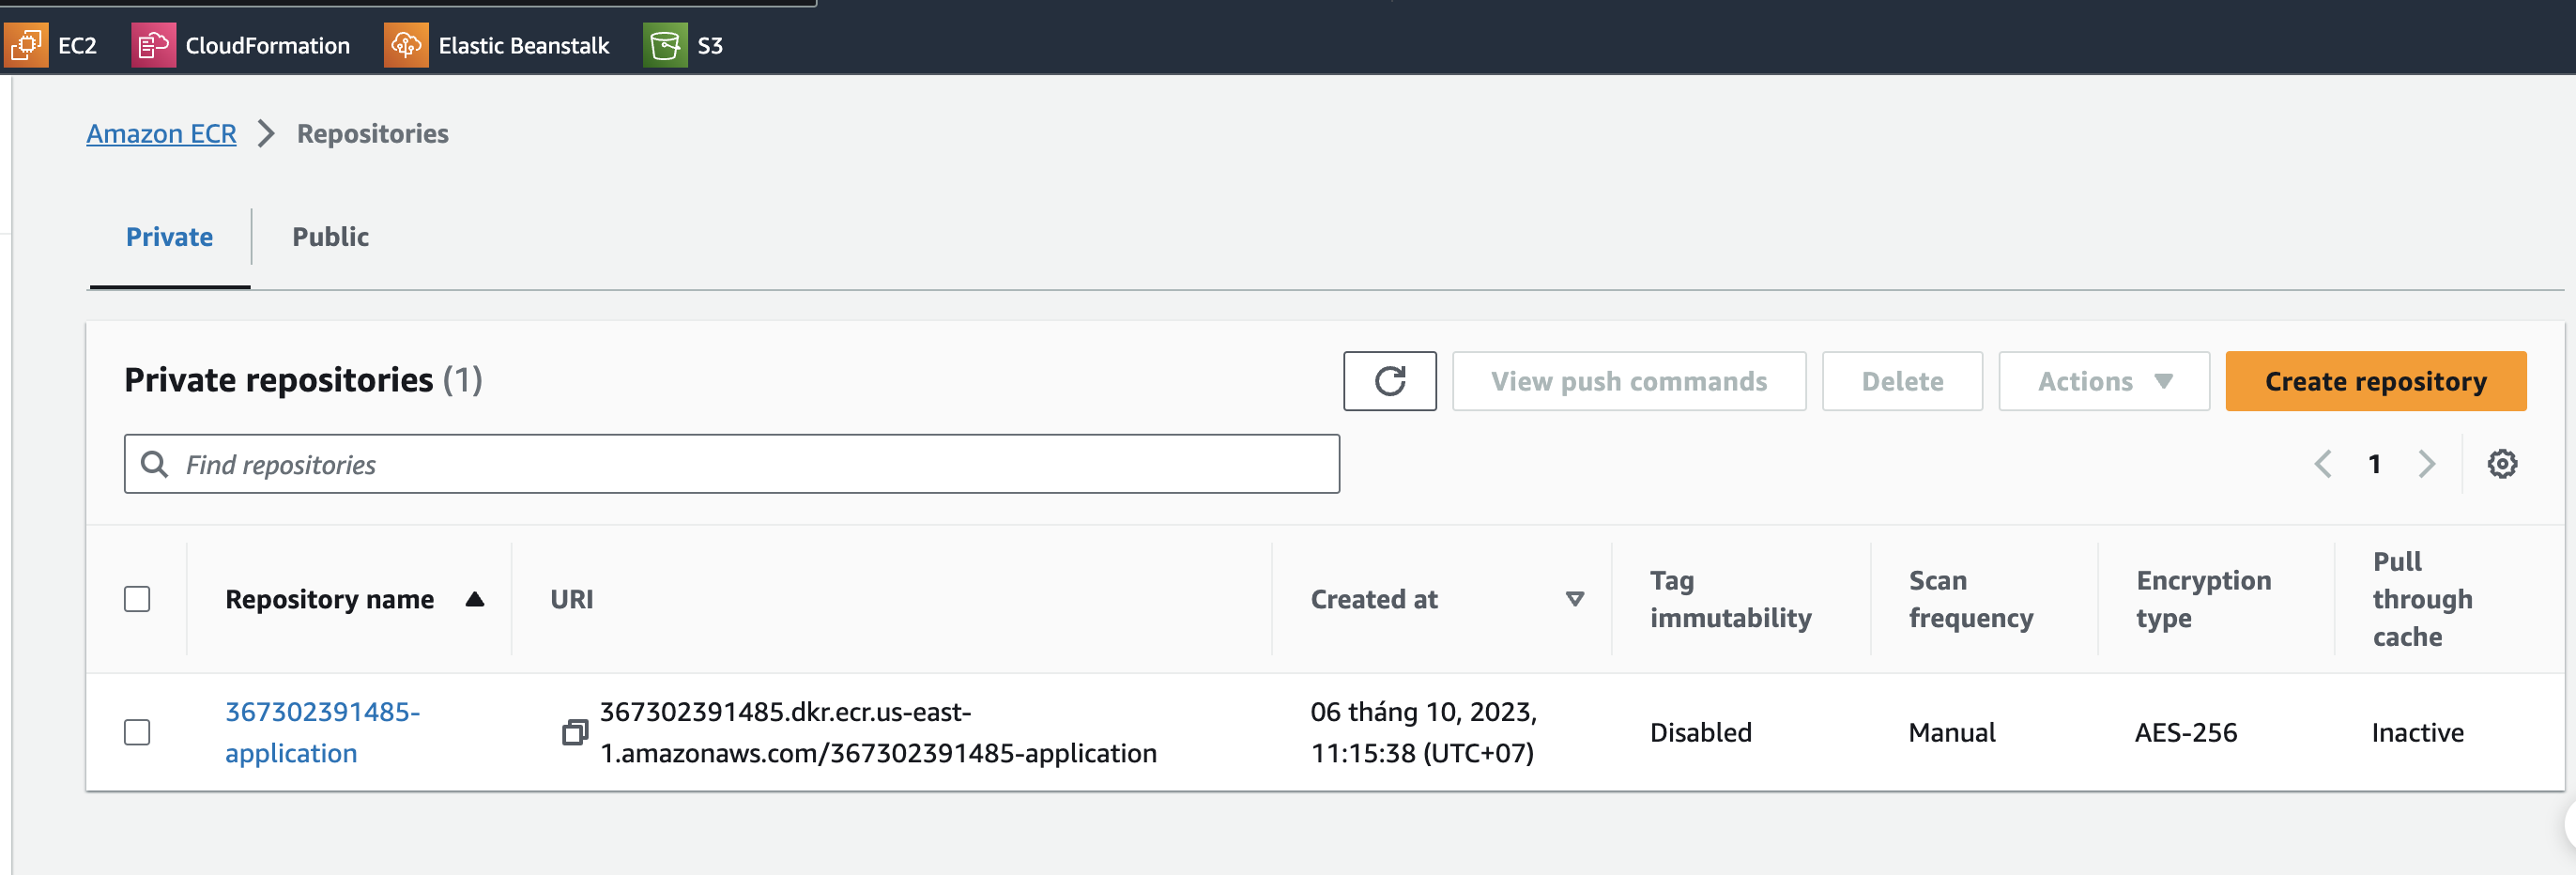 EC2 CloudFormation Elastic Beanstalk S3
Amazon ECR Repositories
Private Public
Private repositories (1) View push commands Delete Actions Create repository
Find repositories 1
Repository name URI Created at Tag immutability Scan frequency Encryption type Pull through cache
367302391485-
application
367302391485.dkr.ecr.us-east-
1.amazonaws.com/367302391485-application
06 tháng 10, 2023,
11:15:38 (UTC+07)
Disabled
Manual
AES-256
Inactive